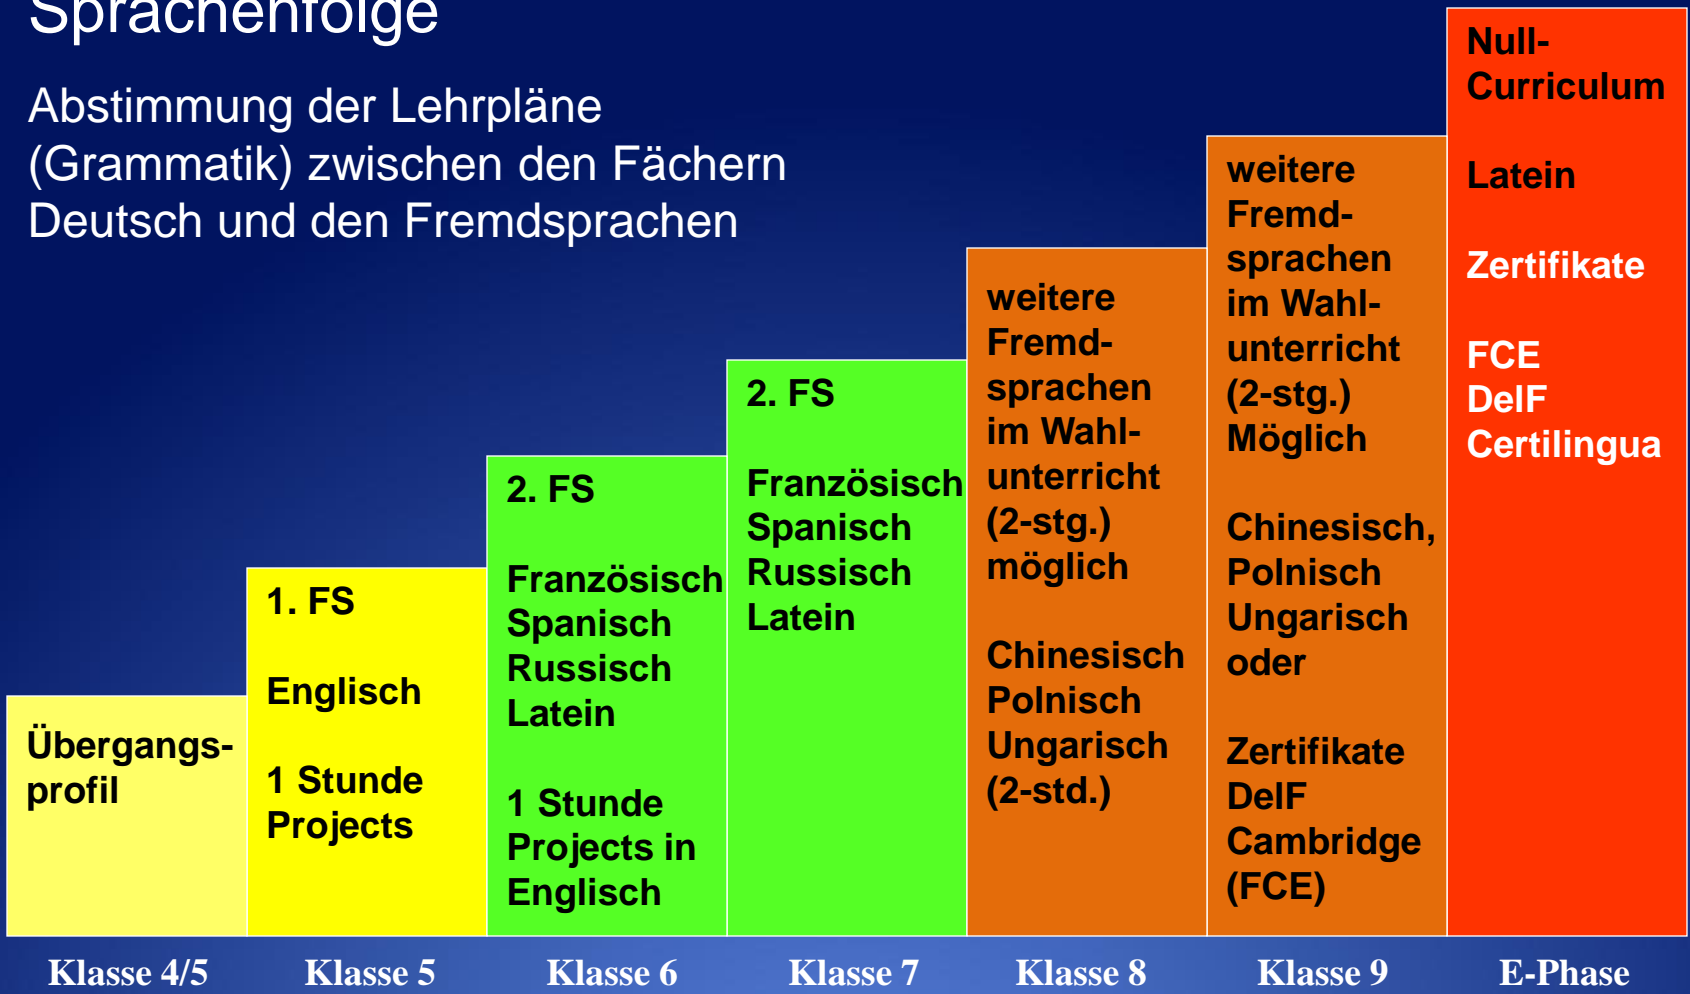 Sprachenfolge
Abstimmung der Lehrpläne
(Grammatik) zwischen den Fächern
Deutsch und den Fremdsprachen
Übergangs-
profil
1. FS
Englisch
1 Stunde
Projects
2. FS
Französisch
Spanisch
Russisch
Latein
1 Stunde
Projects in
Englisch
2. FS
Französisch
Spanisch
Russisch
Latein
weitere
Fremd-
sprachen
im Wahl-
unterricht
(2-stg.)
möglich
Chinesisch
Polnisch
Ungarisch
(2-std.)
weitere
Fremd-
sprachen
im Wahl-
unterricht
(2-stg.)
Möglich
Chinesisch,
Polnisch
Ungarisch
oder
Zertifikate
DelF
Cambridge
(FCE)
Null-
Curriculum
Latein
Zertifikate
FCE
DelF
Certilingua
Klasse 4/5
Klasse 5
Klasse 6
Klasse 7
Klasse 8
Klasse 9
E-Phase